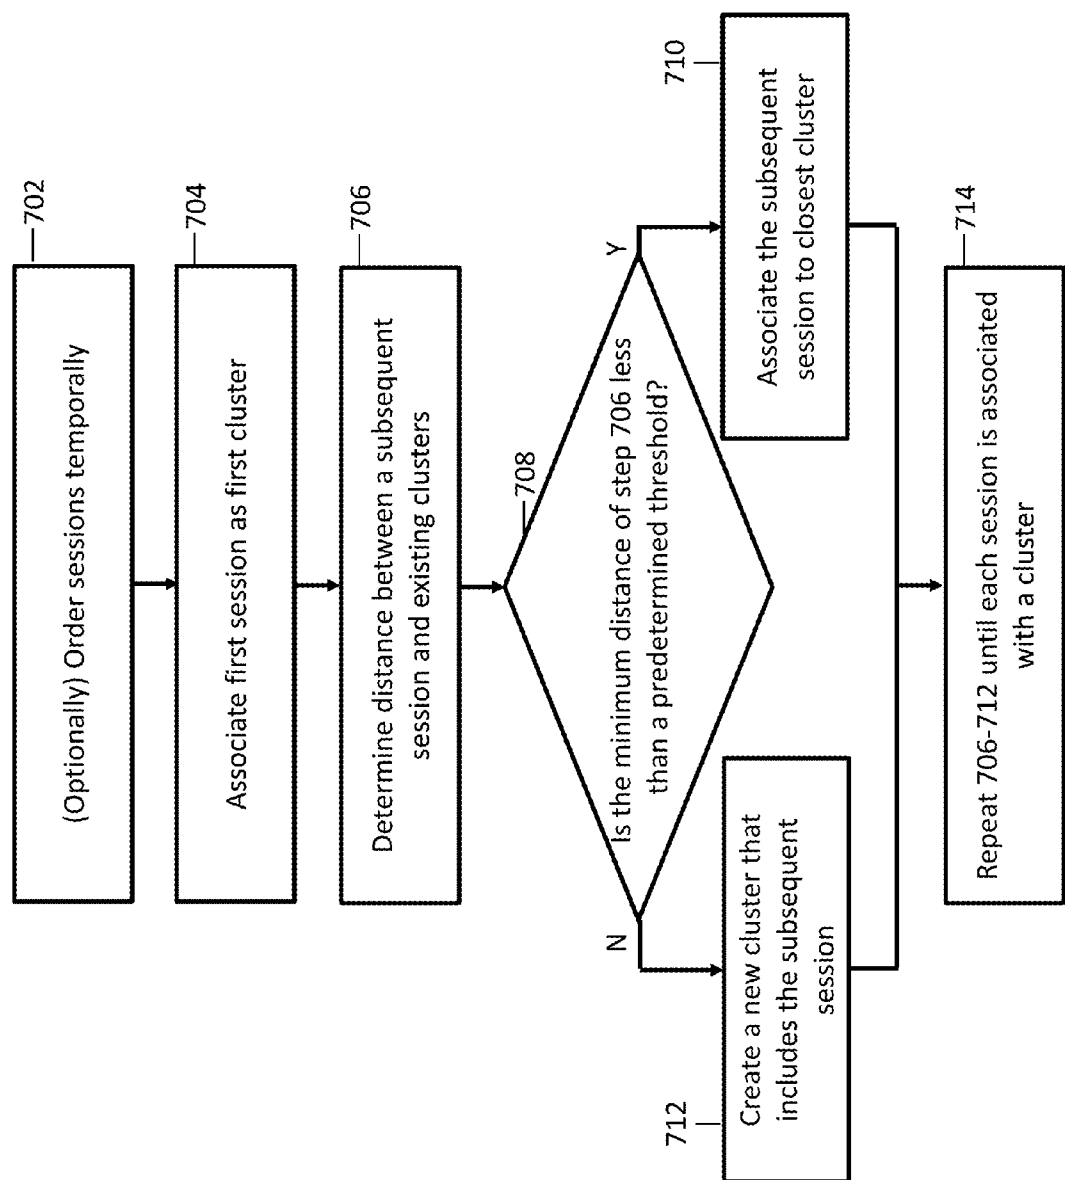 702
(Optionally) Order sessions temporally
704
Associate first session as first cluster
706
Determine distance between a subsequent
session and existing clusters
708
Is the minimum distance of step 706 less
than a predetermined threshold?
N
Y
712
Create a new cluster that
includes the subsequent
session
710
Associate the subsequent
session to closest cluster
714
Repeat 706-712 until each session is associated
with a cluster